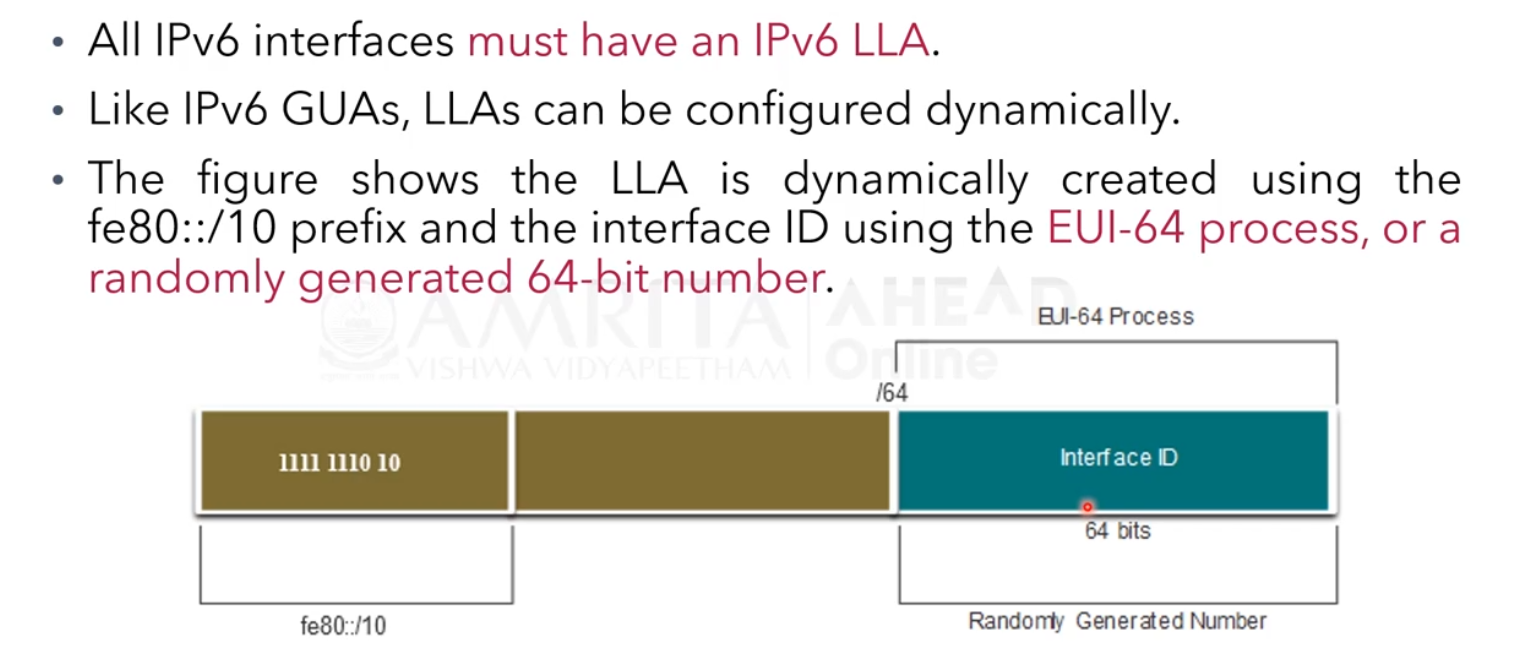 • All IPv6 interfaces must have an IPv6 LLA.
• Like IPv6 GUAs, LLAs can be configured dynamically.
• The figure shows the LLA is dynamically created using the
fe80::/10 prefix and the interface ID using the EUI-64 process, or a
randomly generated 64-bit number.
AMRITA
VISHWA VIDYAPEETHAM
AHEAD
Online
EUI-64 Process
/64
1111 1110 10
Interface ID
64 bits
fe80::/10
Randomly Generated Number